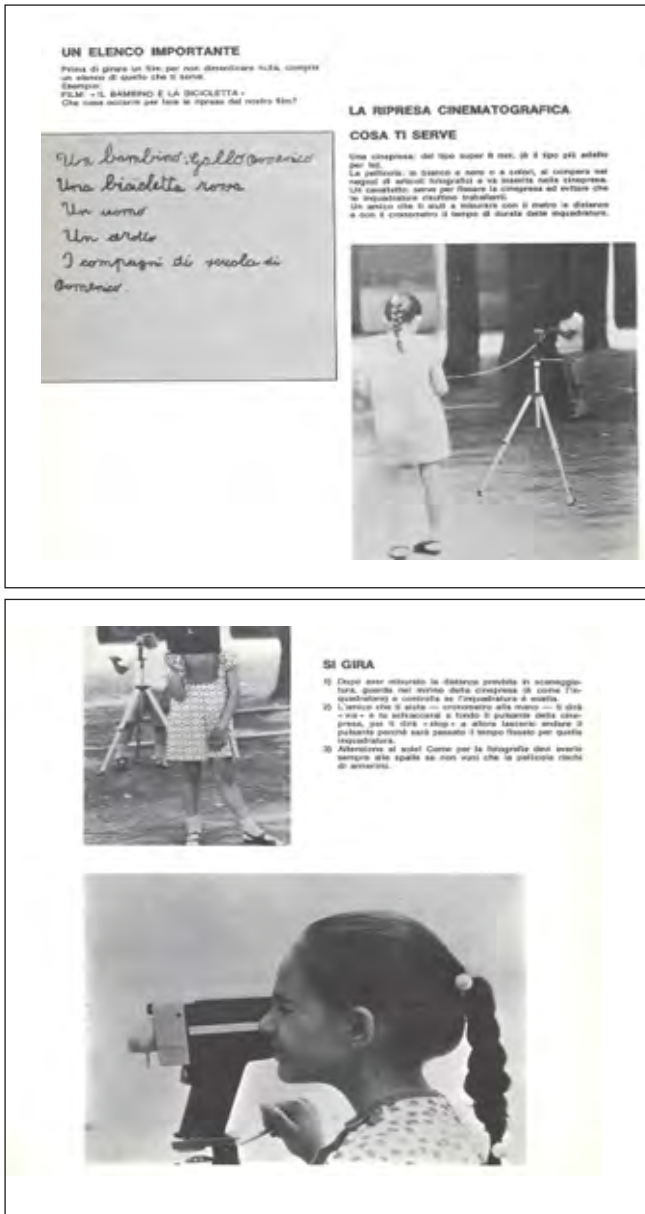 UN ELENCO IMPORTANTE
Prima di girare un film per non dimenticare nulla, compila
un elenco di quello che ti serve.
Esempio:
FILM: « IL BAMBINO E LA BICICLETTA »
Che cosa occorre per fare le riprese del nostro film?
Un bambino: Gallo Domenico
Una bicicletta nuova
Un uomo
Un
I compagni di scuola di
Domenico.
LA RIPRESA CINEMATOGRAFICA
COSA TI SERVE
Una cinepresa: del tipo super 8 mm. (è il tipo più adatto
per te).
La pellicola: in bianco e nero o a colori, si compera nei
negozi di articoli fotografici e va inserita nella cinepresa.
Un cavalletto: serve per fissare la cinepresa ed evitare che
le inquadrature risultino traballanti.
Un amico che ti aiuti a misurare con il metro le distanze
e con il cronometro il tempo di durata delle inquadrature.
SI GIRA
1) Dopo aver misurato la distanza prevista in sceneggia-
tura, guarda nel mirino della cinepresa (è come l'in-
quadratore) e controlla se l'inquadratura è esatta.
2) L'amico che ti aiuta — cronometro alla mano — ti dirà
« via » e tu schiaccerai a fondo il pulsante della cine-
presa, poi ti dirà « stop » e allora lascerai andare il
pulsante perché sarà passato il tempo fissato per quella
inquadratura.
3) Attenzione al sole! Come per la fotografia devi averlo
sempre alle spalle se non vuoi che la pellicola rischi
di annerirsi.